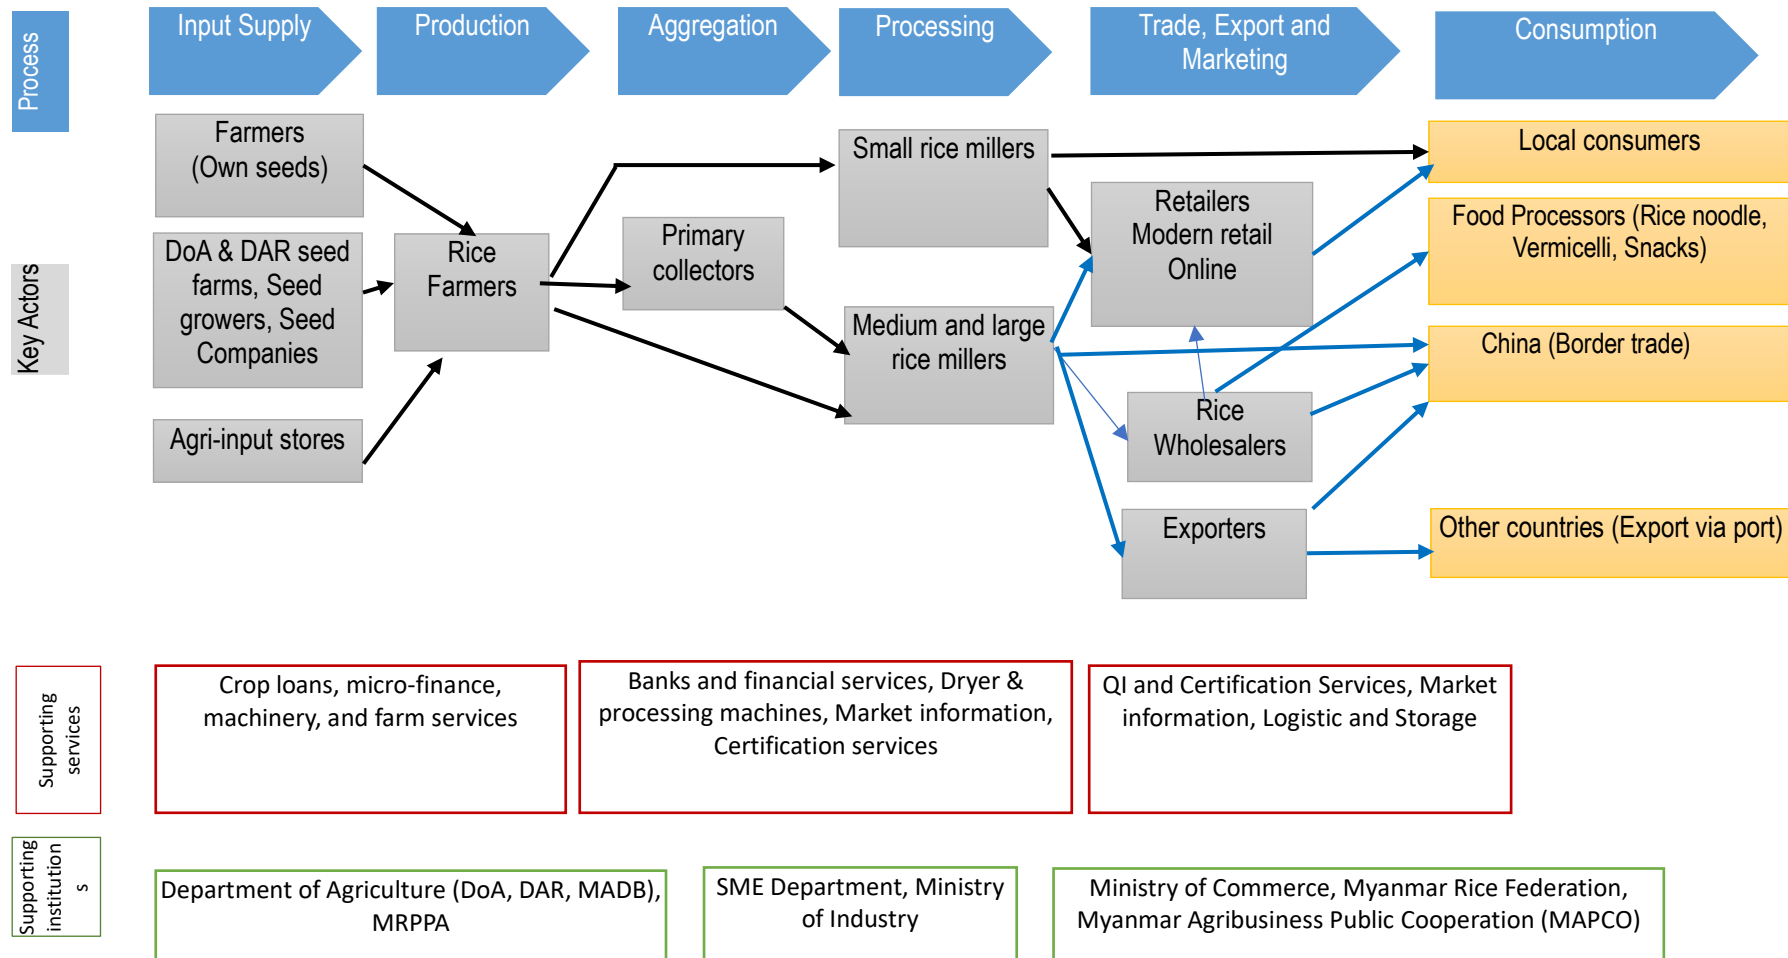 Process
Input Supply
Production
Aggregation
Processing
Trade, Export and
Marketing
Consumption
Key Actors
Farmers
(Own seeds)
DoA & DAR seed
farms, Seed
growers, Seed
Companies
Agri-input stores
Rice
Farmers
Primary
collectors
Small rice millers
Medium and large
rice millers
Retailers
Modern retail
Online
Rice
Wholesalers
Exporters
Local consumers
Food Processors (Rice noodle,
Vermicelli, Snacks)
China (Border trade)
Other countries (Export via port)
Supporting
services
Crop loans, micro-finance,
machinery, and farm services
Banks and financial services, Dryer &
processing machines, Market information,
Certification services
QI and Certification Services, Market
information, Logistic and Storage
Supporting
institution
s
Department of Agriculture (DoA, DAR, MADB),
MRPPA
SME Department, Ministry
of Industry
Ministry of Commerce, Myanmar Rice Federation,
Myanmar Agribusiness Public Cooperation (MAPCO)